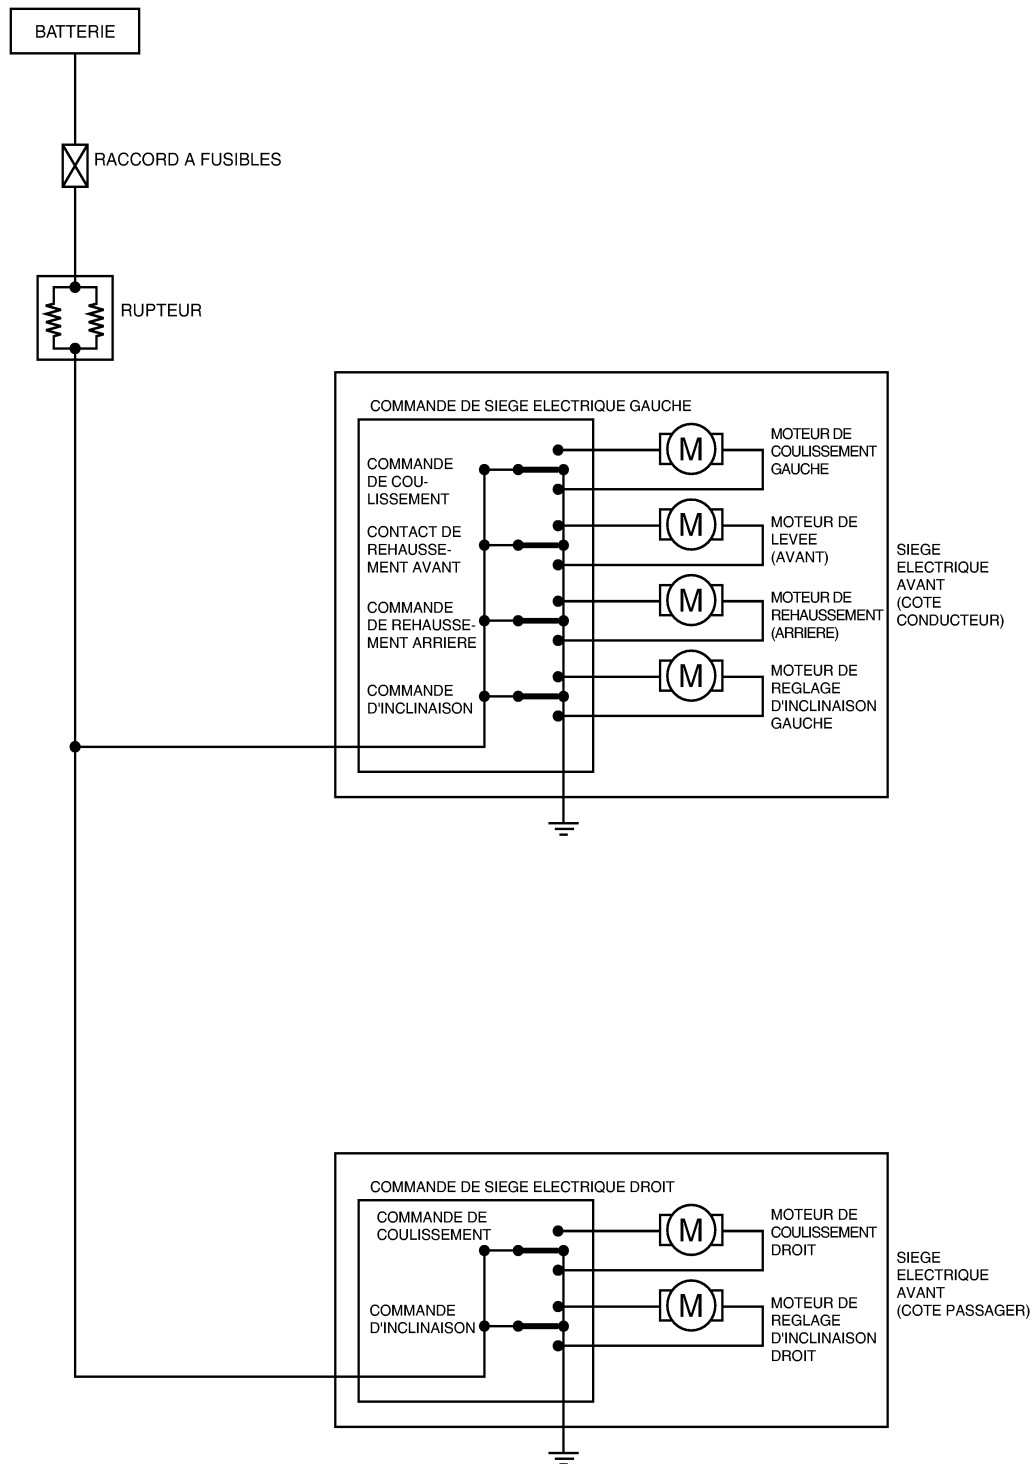 BATTERIE
RACCORD A FUSIBLES
RUPTEUR
COMMANDE DE SIEGE ELECTRIQUE GAUCHE
COMMANDE
DE COU-
LISSEMENT
CONTACT DE
REHAUSSE-
MENT AVANT
COMMANDE
DE REHAUSSE-
MENT ARRIERE
COMMANDE
D'INCLINAISON
M
MOTEUR DE
COULISSEMENT
GAUCHE
M
MOTEUR DE
LEVEE
(AVANT)
M
MOTEUR DE
REHAUSSEMENT
(ARRIERE)
M
MOTEUR DE
REGLAGE
D'INCLINAISON
GAUCHE
SIEGE
ELECTRIQUE
AVANT
(COTE
CONDUCTEUR)
COMMANDE DE SIEGE ELECTRIQUE DROIT
COMMANDE DE
COULISSEMENT
COMMANDE
D'INCLINAISON
M
MOTEUR DE
COULISSEMENT
DROIT
M
MOTEUR DE
REGLAGE
D'INCLINAISON
DROIT
SIEGE
ELECTRIQUE
AVANT
(COTE PASSAGER)